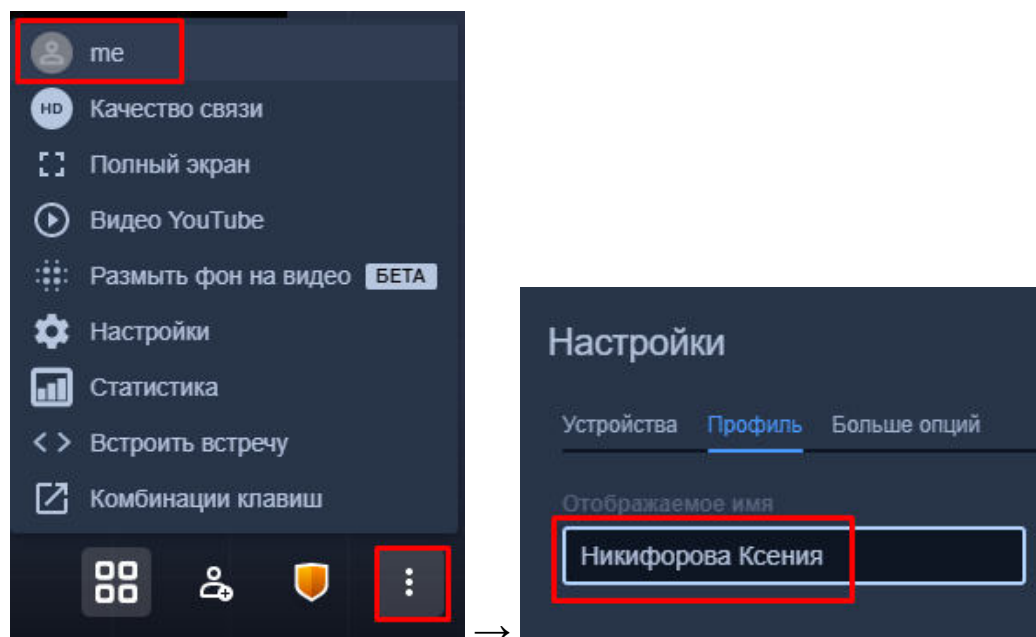 me
HD Качество связи
Полный экран
Видео YouTube
Размыть фон на видео БЕТА
Настройки
Статистика
Встроить встречу
Комбинации клавиш
→
Настройки
Устройства Профиль Больше опций
Отображаемое имя
Никифорова Ксения